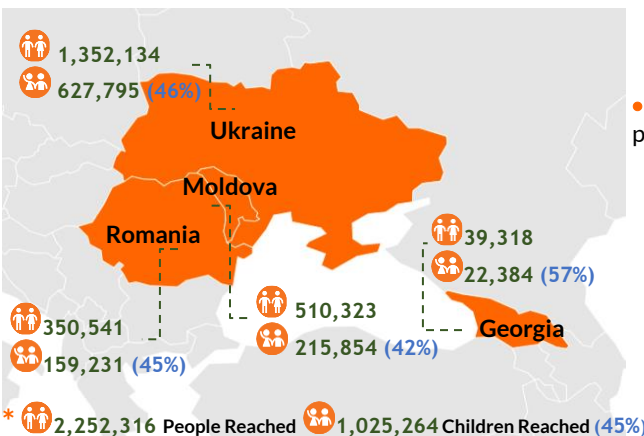 1,352,134
627,795 (46%)
Ukraine
•
p
Moldova
Romania
39,318
22,384 (57%)
510,323
215,854 (42%)
Georgia
350,541
159,231 (45%)
* 2,252,316 People Reached 1,025,264 Children Reached (45%)